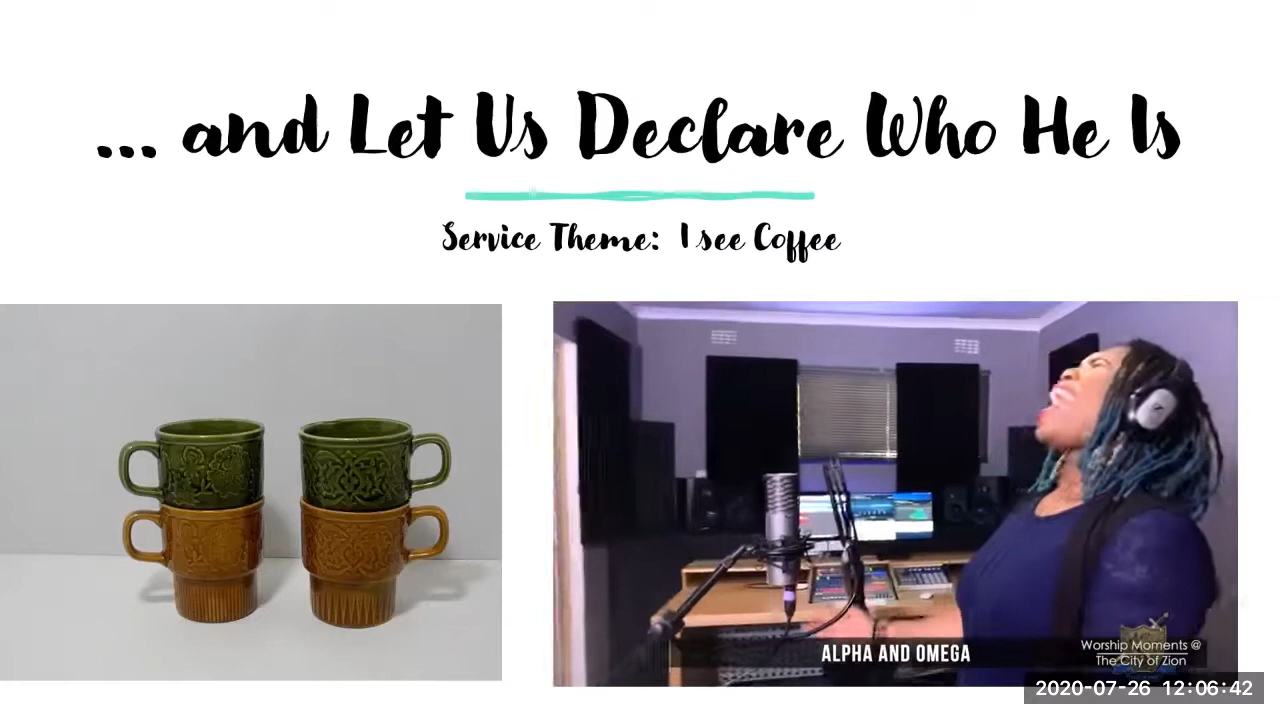 ... and Let Us Declare Who He Is
Service Theme: I see Coffee
ALPHA AND OMEGA
Worship Moments @
The City of Zion
2020-07-26 12:06:42